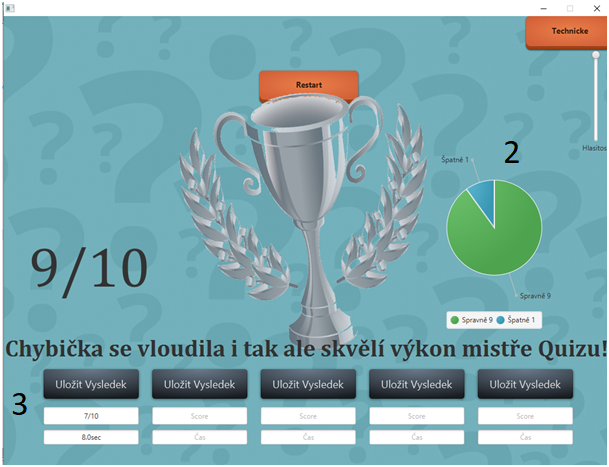 Technicke
Restart
Hlasitos
2
Špatně 1
9/10
Spravně 9
Spravně 9 Špatně 1
Chybička se vloudila i tak ale skvělí výkon mistře Quizu!
Uložit Vysledek Uložit Vysledek Uložit Vysledek Uložit Vysledek Uložit Vysledek
3
7/10 Score Score Score Score
8.0sec Čas Čas Čas Čas